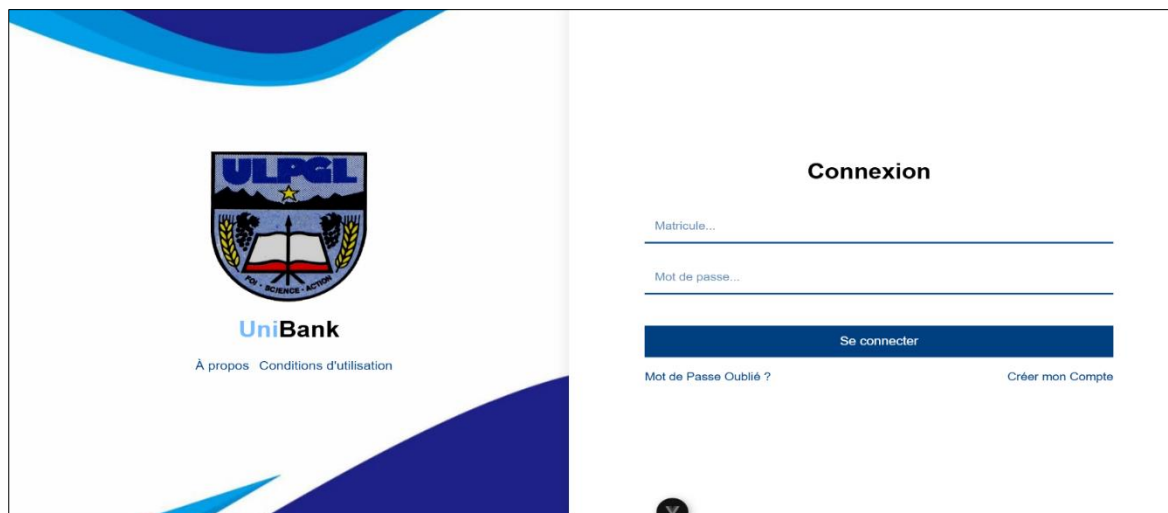 ULPGL
FOI - SCIENCE - ACTION
UniBank
À propos Conditions d'utilisation
Connexion
Matricule...
Mot de passe...
Se connecter
Mot de Passe Oublié ?
Créer mon Compte